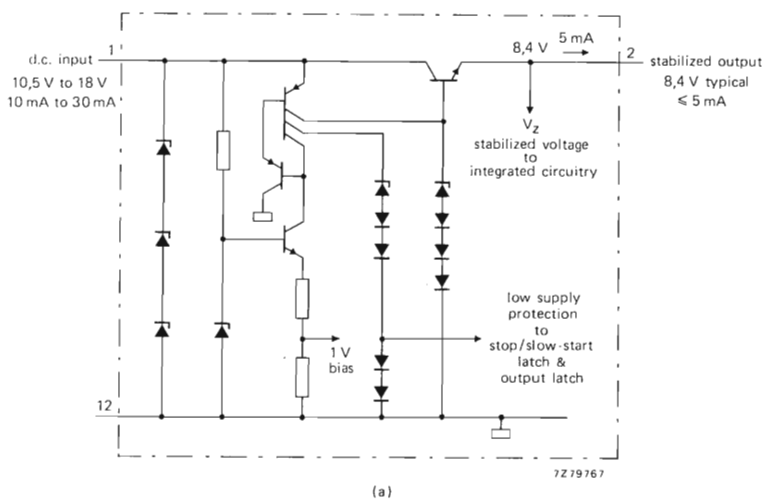 1
d.c. input
10,5 V to 18 V
10 mA to 30 mA
8,4 V
5 mA
2
stabilized output
8,4 V typical
≤ 5 mA
VZ
stabilized voltage
to
integrated circuitry
1 V
bias
low supply
protection
to
stop/slow-start
latch &
output latch
12
7Z79767
(a)